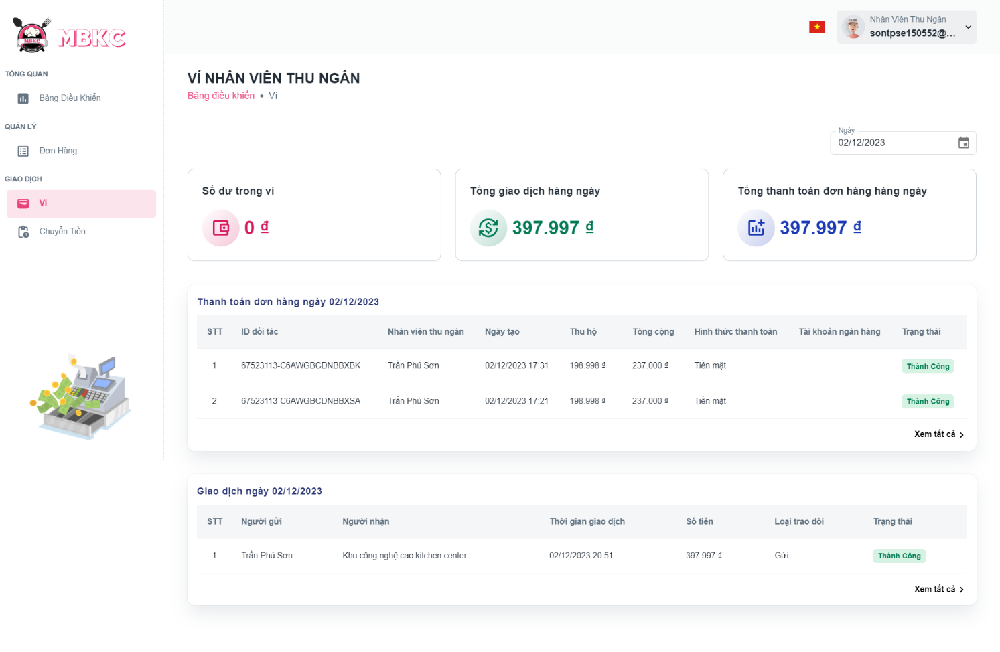 MBKC
MBKC
Nhân Viên Thu Ngân
sontpse150552@...
TỔNG QUAN
Bảng Điều Khiển
QUẢN LÝ
Đơn Hàng
GIAO DỊCH
Ví
Chuyển Tiền
VÍ NHÂN VIÊN THU NGÂN
Bảng điều khiển • Ví
Ngày
02/12/2023
Số dư trong ví
0 ₫
Tổng giao dịch hàng ngày
397.997 ₫
Tổng thanh toán đơn hàng hàng ngày
397.997 ₫
Thanh toán đơn hàng ngày 02/12/2023
STT ID đối tác Nhân viên thu ngân Ngày tạo Thu hộ Tổng cộng Hình thức thanh toán Tài khoản ngân hàng Trạng thái
1 67523113-C6AWGBCDNBBXBK Trần Phú Sơn 02/12/2023 17:31 198.998 ₫ 237.000 ₫ Tiền mặt Thành Công
2 67523113-C6AWGBCDNBBXSA Trần Phú Sơn 02/12/2023 17:21 198.998 ₫ 237.000 ₫ Tiền mặt Thành Công
Xem tất cả
Giao dịch ngày 02/12/2023
STT Người gửi Người nhận Thời gian giao dịch Số tiền Loại trao đổi Trạng thái
1 Trần Phú Sơn Khu công nghệ cao kitchen center 02/12/2023 20:51 397.997 ₫ Gửi Thành Công
Xem tất cả